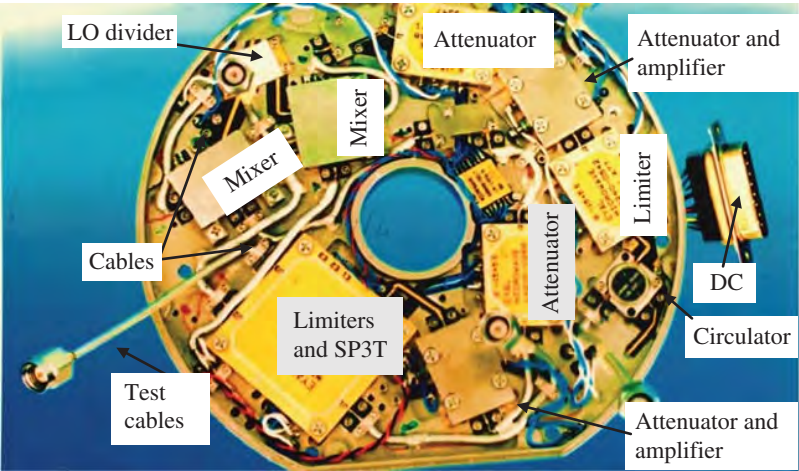 LO divider
Attenuator
Attenuator and
amplifier
Mixer
Mixer
Limiter
Cables
Attenuator
DC
Limiters
and SP3T
Circulator
Test
cables
Attenuator and
amplifier